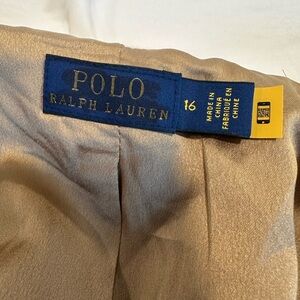 POLO
RALPH LAUREN
16
MADE IN
CHINA
FABRIQUÉ EN
CHINE